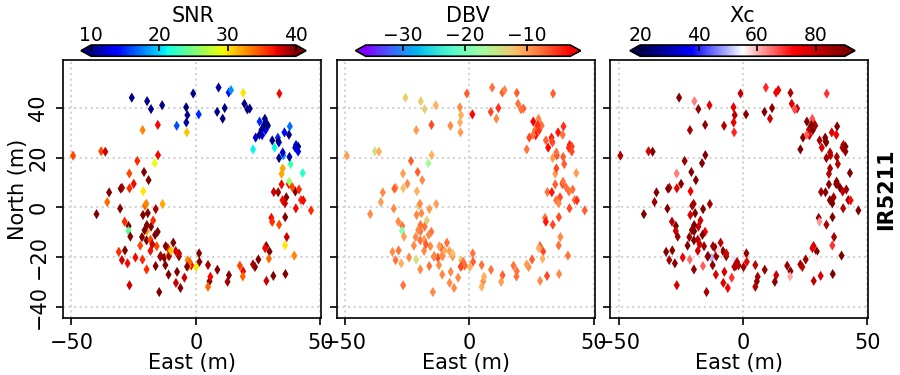 SNR DBV Xc
10 20 30 40 −30 −20 −10 20 40 60 80
40
20
0
−20
−40
North (m)
−50 0 50 −50 0 50 −50 0 50
East (m) East (m) East (m)
IR5211